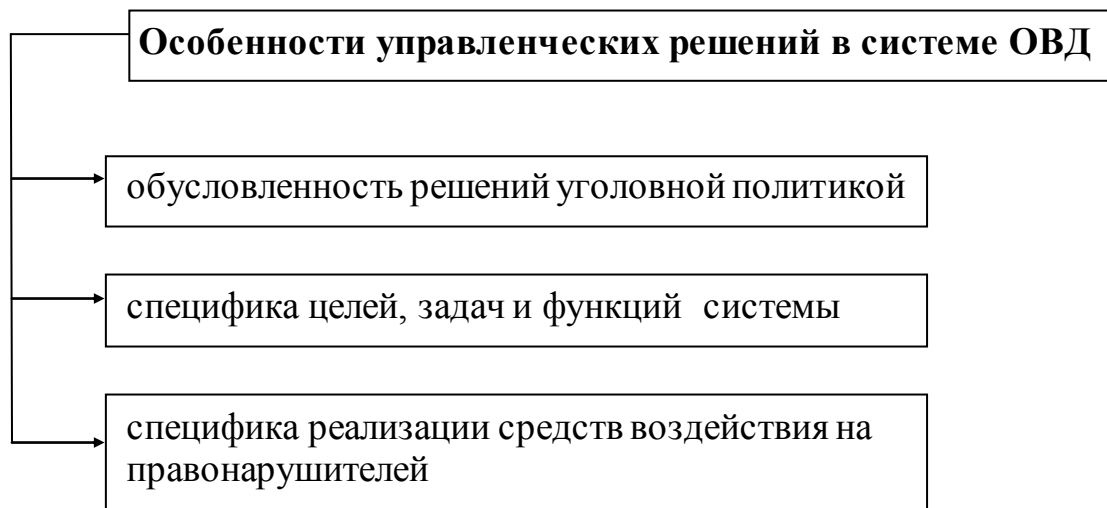 Особенности управленческих решений в системе ОВД
обусловленность решений уголовной политикой
специфика целей, задач и функций системы
специфика реализации средств воздействия на
правонарушителей